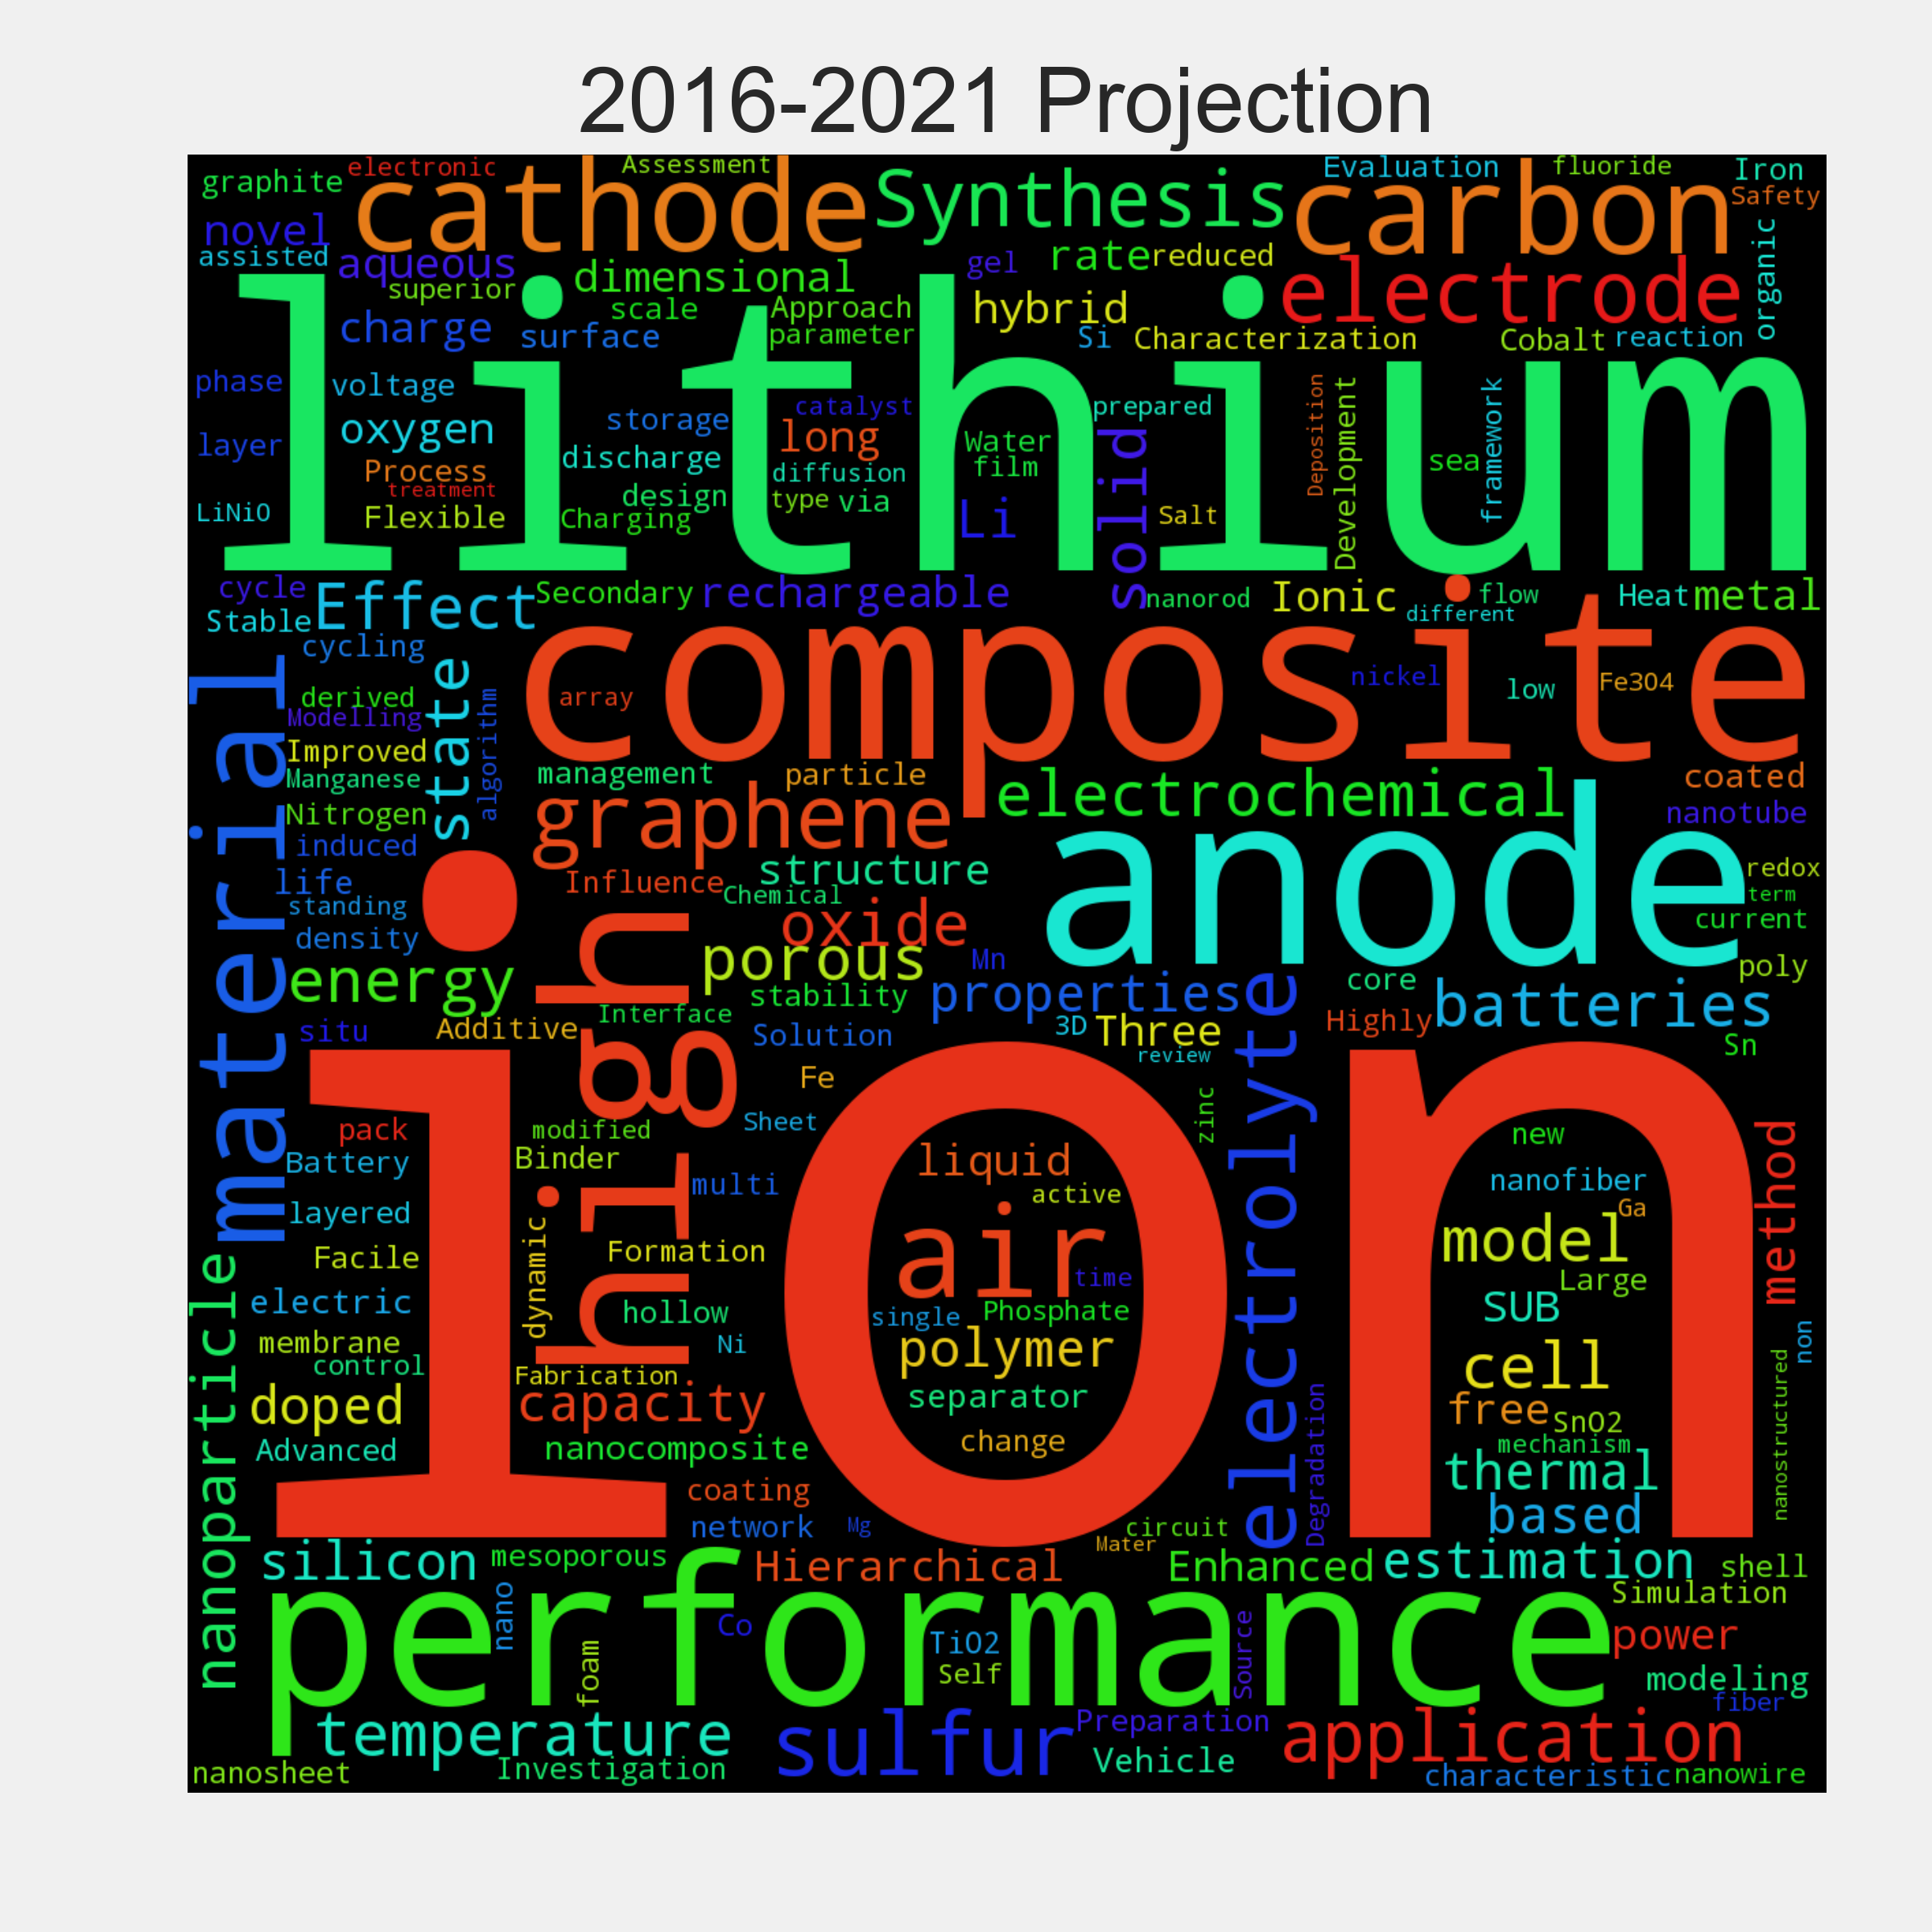 2016-2021 Projection
electronic
Assessment
Evaluation
fluoride
Iron
graphite
cathode
Synthesis
carbon
Safety
novel
assisted
aqueous
superior
dimensional
gel
rate
reduced
electrode
organic
scale
Approach
hybrid
charge
surface
parameter
Si
Characterization
Cobalt
reaction
lithium
phase
voltage
storage
catalyst
prepared
Deposition
Development
framework
oxygen
long
Water
solid
layer
Process
discharge
diffusion
film
sea
treatment
design
type
via
LiNiO
Flexible
Charging
Li
Salt
cycle
Effect
Secondary
rechargeable
nanorod
Ionic
different
flow
Heat
metal
Stable
cycling
composite
material
state
derived
array
nickel
low
Fe3O4
Modelling
algorithm
Improved
Manganese
management
particle
electrochemical
coated
Nitrogen
graphene
nanotube
induced
anode
life
Influence
structure
redox
standing
Chemical
term
density
oxide
current
energy
high
porous
Mn
poly
stability
properties
core
batteries
situ
Additive
Interface
Solution
3D
Three
Highly
review
Sn
ion
Fe
electrolyte
zinc
pack
modified
Sheet
new
method
Battery
Binder
liquid
multi
active
nanofiber
layered
Ga
Facile
dynamic
Formation
air
model
time
Large
nanoparticle
electric
hollow
single
Phosphate
SUB
membrane
Ni
polymer
non
control
Fabrication
cell
doped
capacity
separator
Degradation
free
SnO2
nanostructured
Advanced
nanocomposite
change
mechanism
thermal
coating
network
Mg
circuit
based
Mater
silicon
mesoporous
Hierarchical
Enhanced
estimation
shell
performance
nano
Simulation
foam
Co
TiO2
Source
power
Self
modeling
fiber
temperature
sulfur
Preparation
application
nanosheet
Investigation
Vehicle
characteristic
nanowire